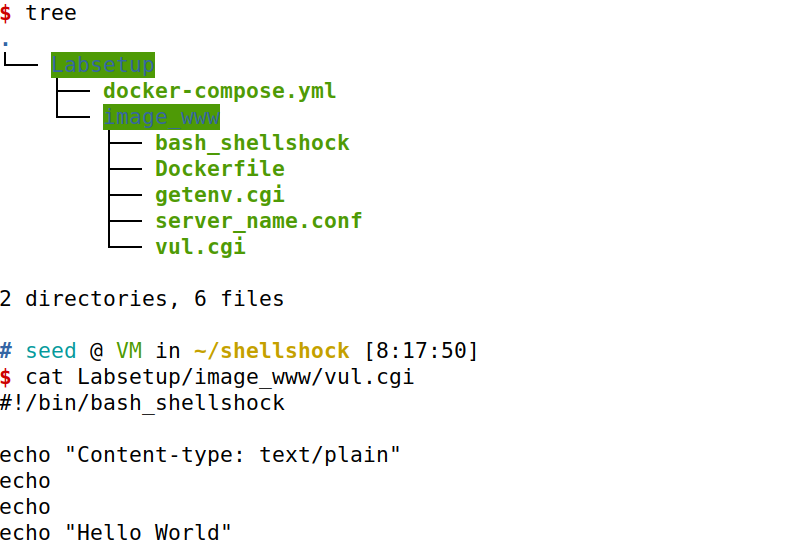 $ tree
.
└── Labsetup
    ├── docker-compose.yml
    └── image_www
        ├── bash_shellshock
        ├── Dockerfile
        ├── getenv.cgi
        ├── server_name.conf
        └── vul.cgi
2 directories, 6 files
# seed @ VM in ~/shellshock [8:17:50]
$ cat Labsetup/image_www/vul.cgi
#!/bin/bash_shellshock
echo "Content-type: text/plain"
echo
echo
echo "Hello World"